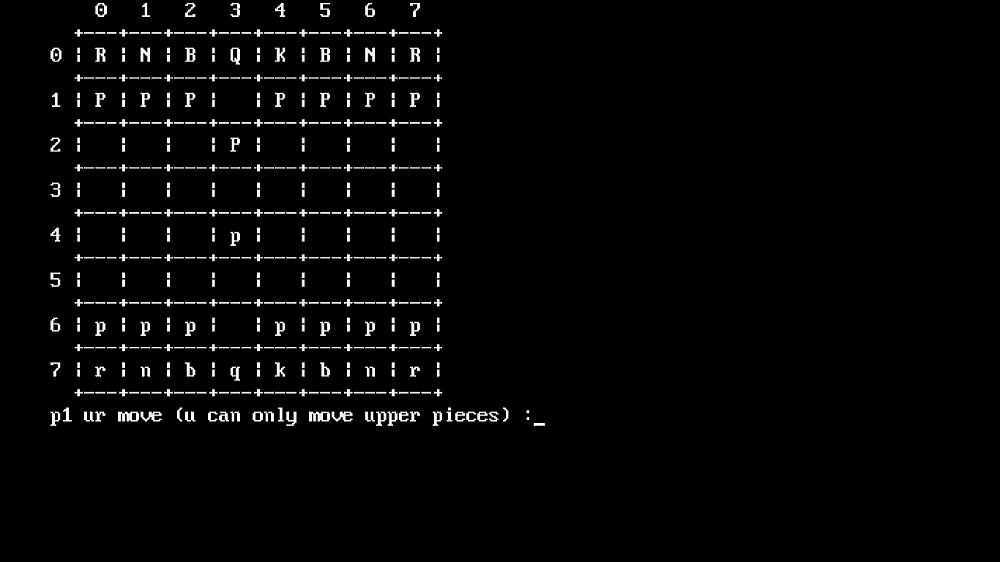 0 1 2 3 4 5 6 7
+---+---+---+---+---+---+---+---+
0 ¦ R ¦ N ¦ B ¦ Q ¦ K ¦ B ¦ N ¦ R ¦
+---+---+---+---+---+---+---+---+
1 ¦ P ¦ P ¦ P ¦   ¦ P ¦ P ¦ P ¦ P ¦
+---+---+---+---+---+---+---+---+
2 ¦   ¦   ¦   ¦ P ¦   ¦   ¦   ¦   ¦
+---+---+---+---+---+---+---+---+
3 ¦   ¦   ¦   ¦   ¦   ¦   ¦   ¦   ¦
+---+---+---+---+---+---+---+---+
4 ¦   ¦   ¦   ¦ p ¦   ¦   ¦   ¦   ¦
+---+---+---+---+---+---+---+---+
5 ¦   ¦   ¦   ¦   ¦   ¦   ¦   ¦   ¦
+---+---+---+---+---+---+---+---+
6 ¦ p ¦ p ¦ p ¦   ¦ p ¦ p ¦ p ¦ p ¦
+---+---+---+---+---+---+---+---+
7 ¦ r ¦ n ¦ b ¦ q ¦ k ¦ b ¦ n ¦ r ¦
+---+---+---+---+---+---+---+---+
p1 ur move (u can only move upper pieces) :_